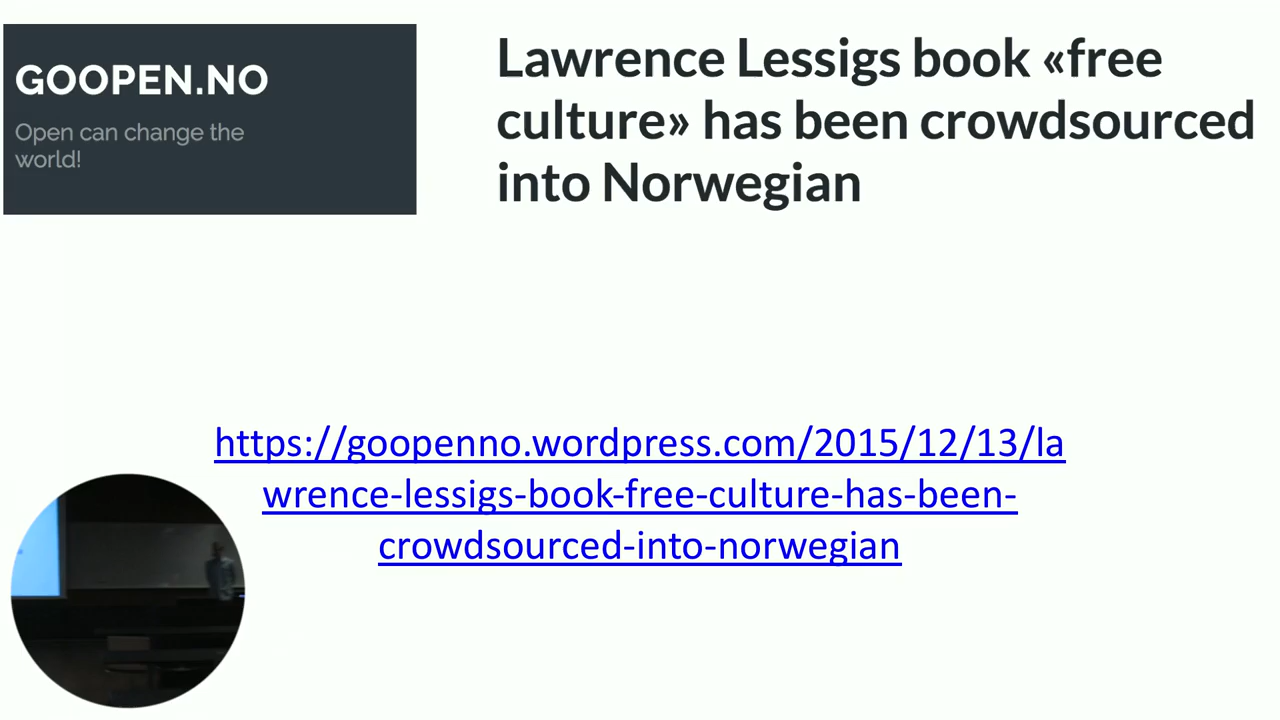 GOOPEN.NO
Open can change the
world!
Lawrence Lessigs book «free
culture» has been crowdsourced
into Norwegian
https://goopenno.wordpress.com/2015/12/13/la
wrence-lessigs-book-free-culture-has-been-
crowdsourced-into-norwegian